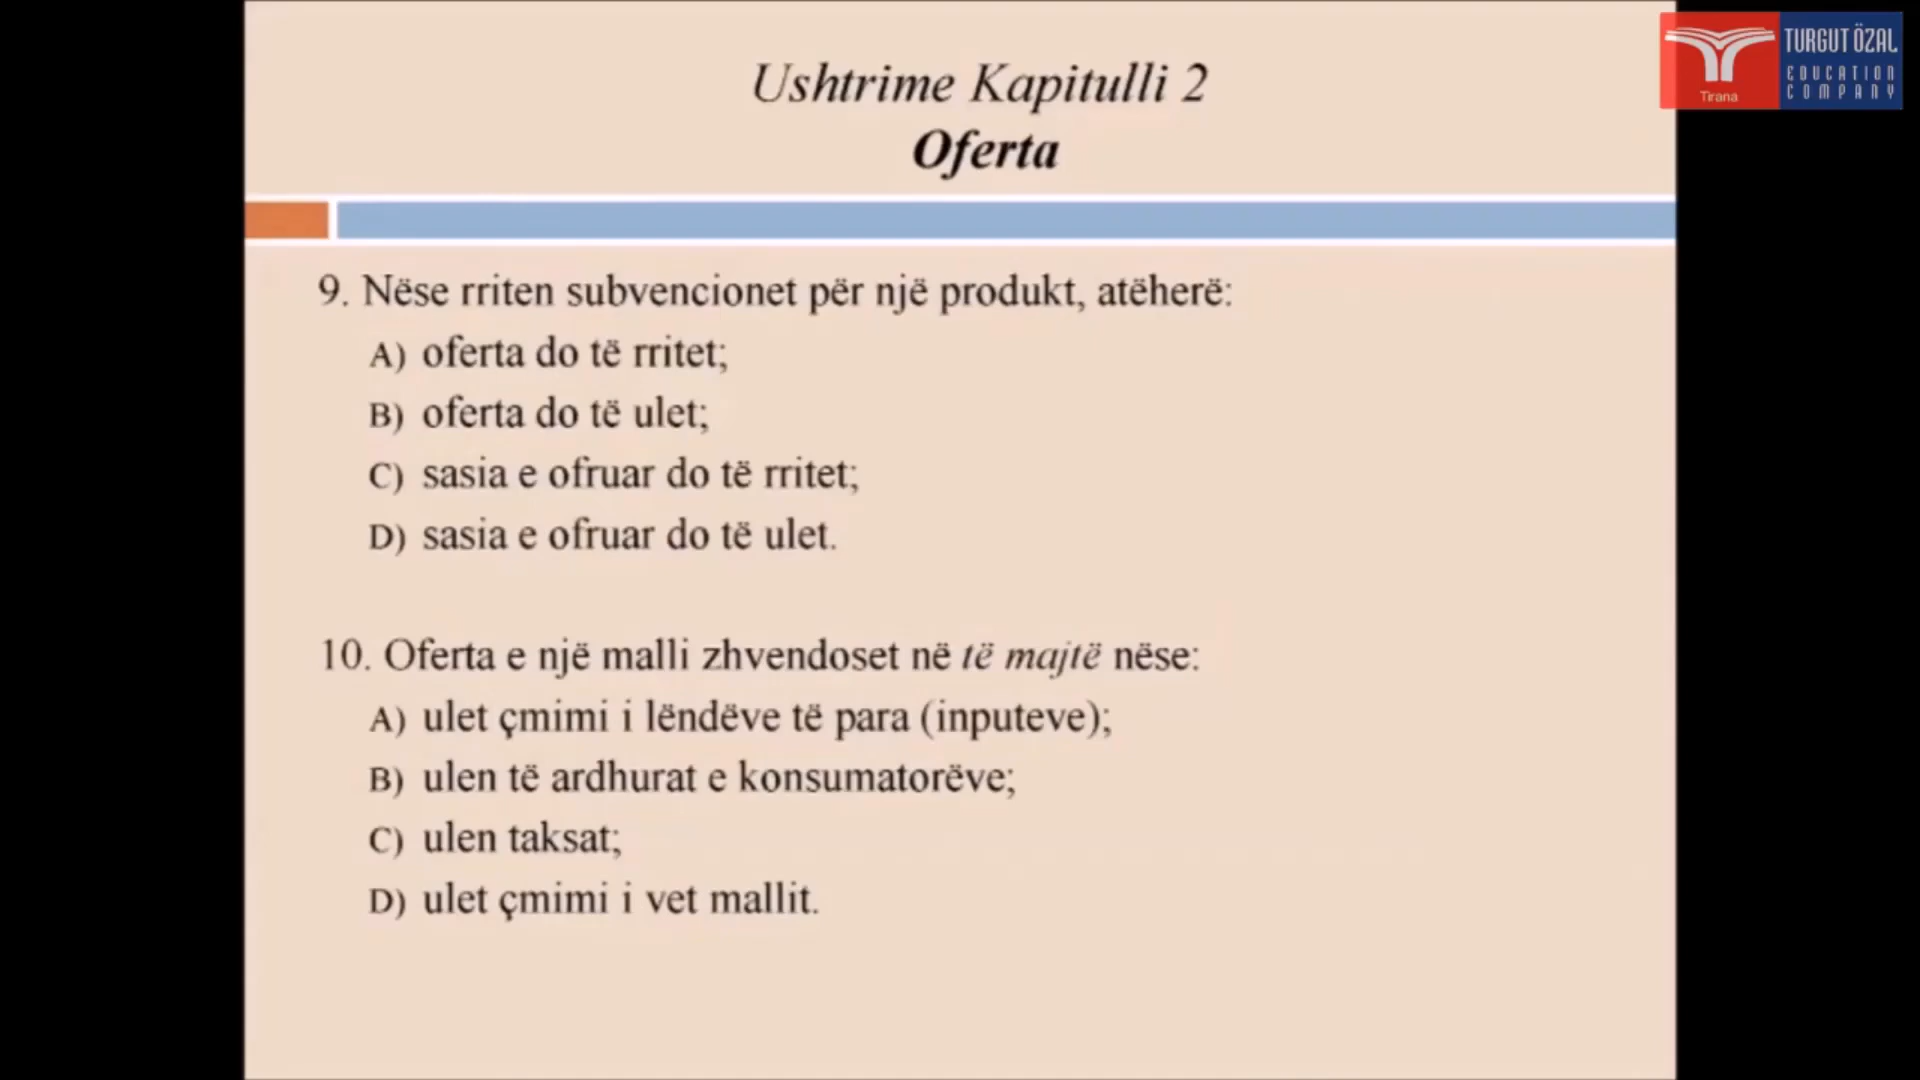 TURGUT ÖZAL
EDUCATION
COMPANY
Tirana
Ushtrime Kapitulli 2
Oferta
9. Nëse rriten subvencionet për një produkt, atëherë:
A) oferta do të rritet;
B) oferta do të ulet;
C) sasia e ofruar do të rritet;
D) sasia e ofruar do të ulet.
10. Oferta e një malli zhvendoset në të majtë nëse:
A) ulet çmimi i lëndëve të para (inputeve);
B) ulen të ardhurat e konsumatorëve;
C) ulen taksat;
D) ulet çmimi i vet mallit.